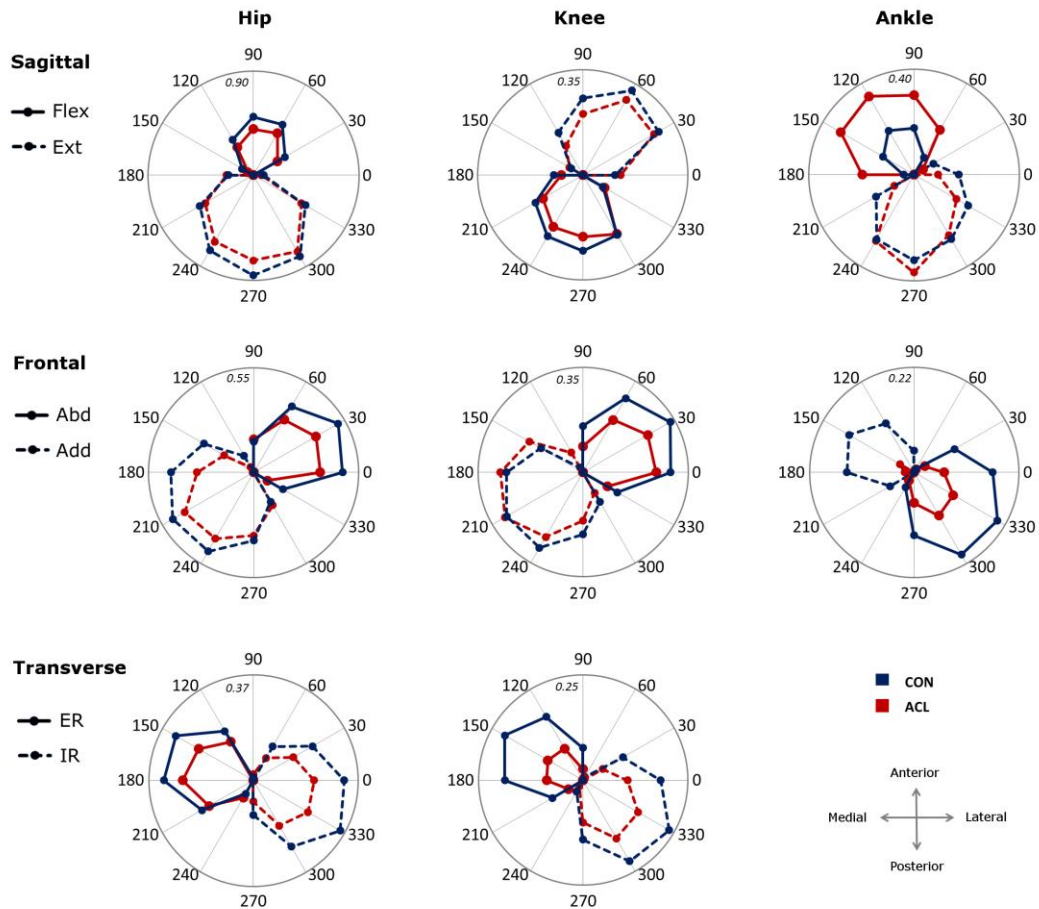 Hip Knee Ankle
Sagittal
Flex
Ext
90 90 90
120 0.90 60 120 0.35 60 120 0.40 60
150 30 150 30 150 30
180 0 180 0 180 0
210 330 210 330 210 330
240 300 240 300 240 300
270 270 270
Frontal
Abd
Add
90 90 90
120 0.55 60 120 0.35 60 120 0.22 60
150 30 150 30 150 30
180 0 180 0 180 0
210 330 210 330 210 330
240 300 240 300 240 300
270 270 270
Transverse
ER
IR
90 90
120 0.37 60 120 0.25 60
150 30 150 30
180 0 180 0
210 330 210 330
240 300 240 300
270 270
CON
ACL
Anterior
Medial Lateral
Posterior